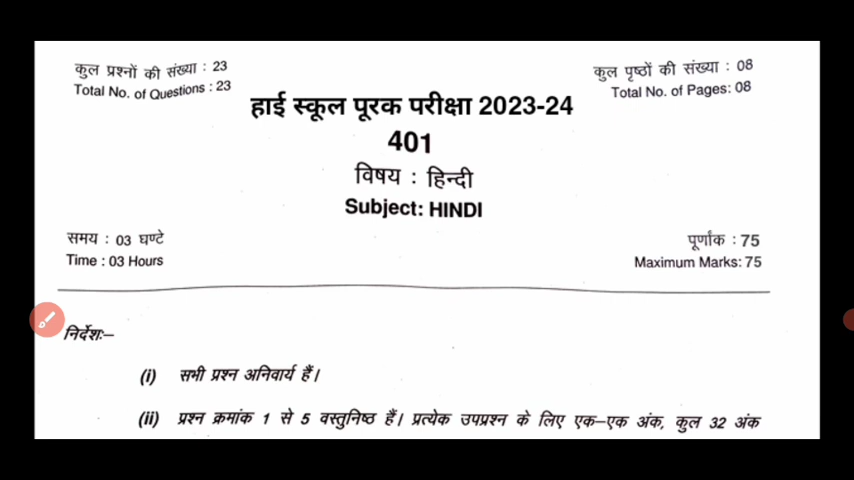 कुल प्रश्नों की संख्या : 23
Total No. of Questions : 23
कुल पृष्ठों की संख्या : 08
Total No. of Pages: 08
हाई स्कूल पूरक परीक्षा 2023-24
401
विषय : हिन्दी
Subject: HINDI
समय : 03 घण्टे
Time : 03 Hours
पूर्णांक : 75
Maximum Marks: 75
निर्देशः–
(i) सभी प्रश्न अनिवार्य हैं।
(ii) प्रश्न क्रमांक 1 से 5 वस्तुनिष्ठ हैं। प्रत्येक उपप्रश्न के लिए एक–एक अंक, कुल 32 अंक